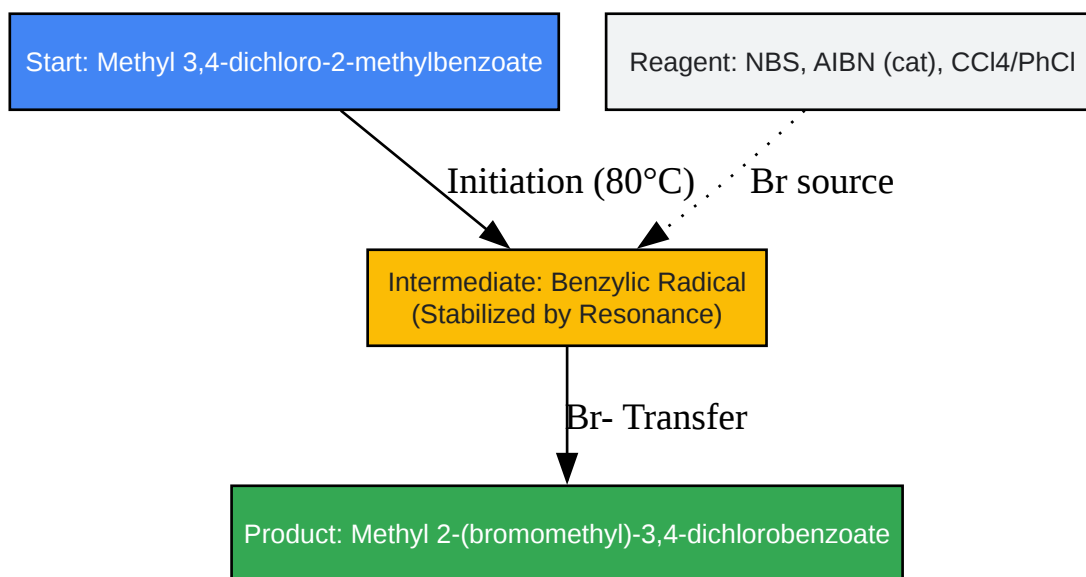 Start: Methyl 3,4-dichloro-2-methylbenzoate
Reagent: NBS, AIBN (cat), CCl4/PhCl
Initiation (80°C)
Br source
Intermediate: Benzylic Radical
(Stabilized by Resonance)
Br- Transfer
Product: Methyl 2-(bromomethyl)-3,4-dichlorobenzoate